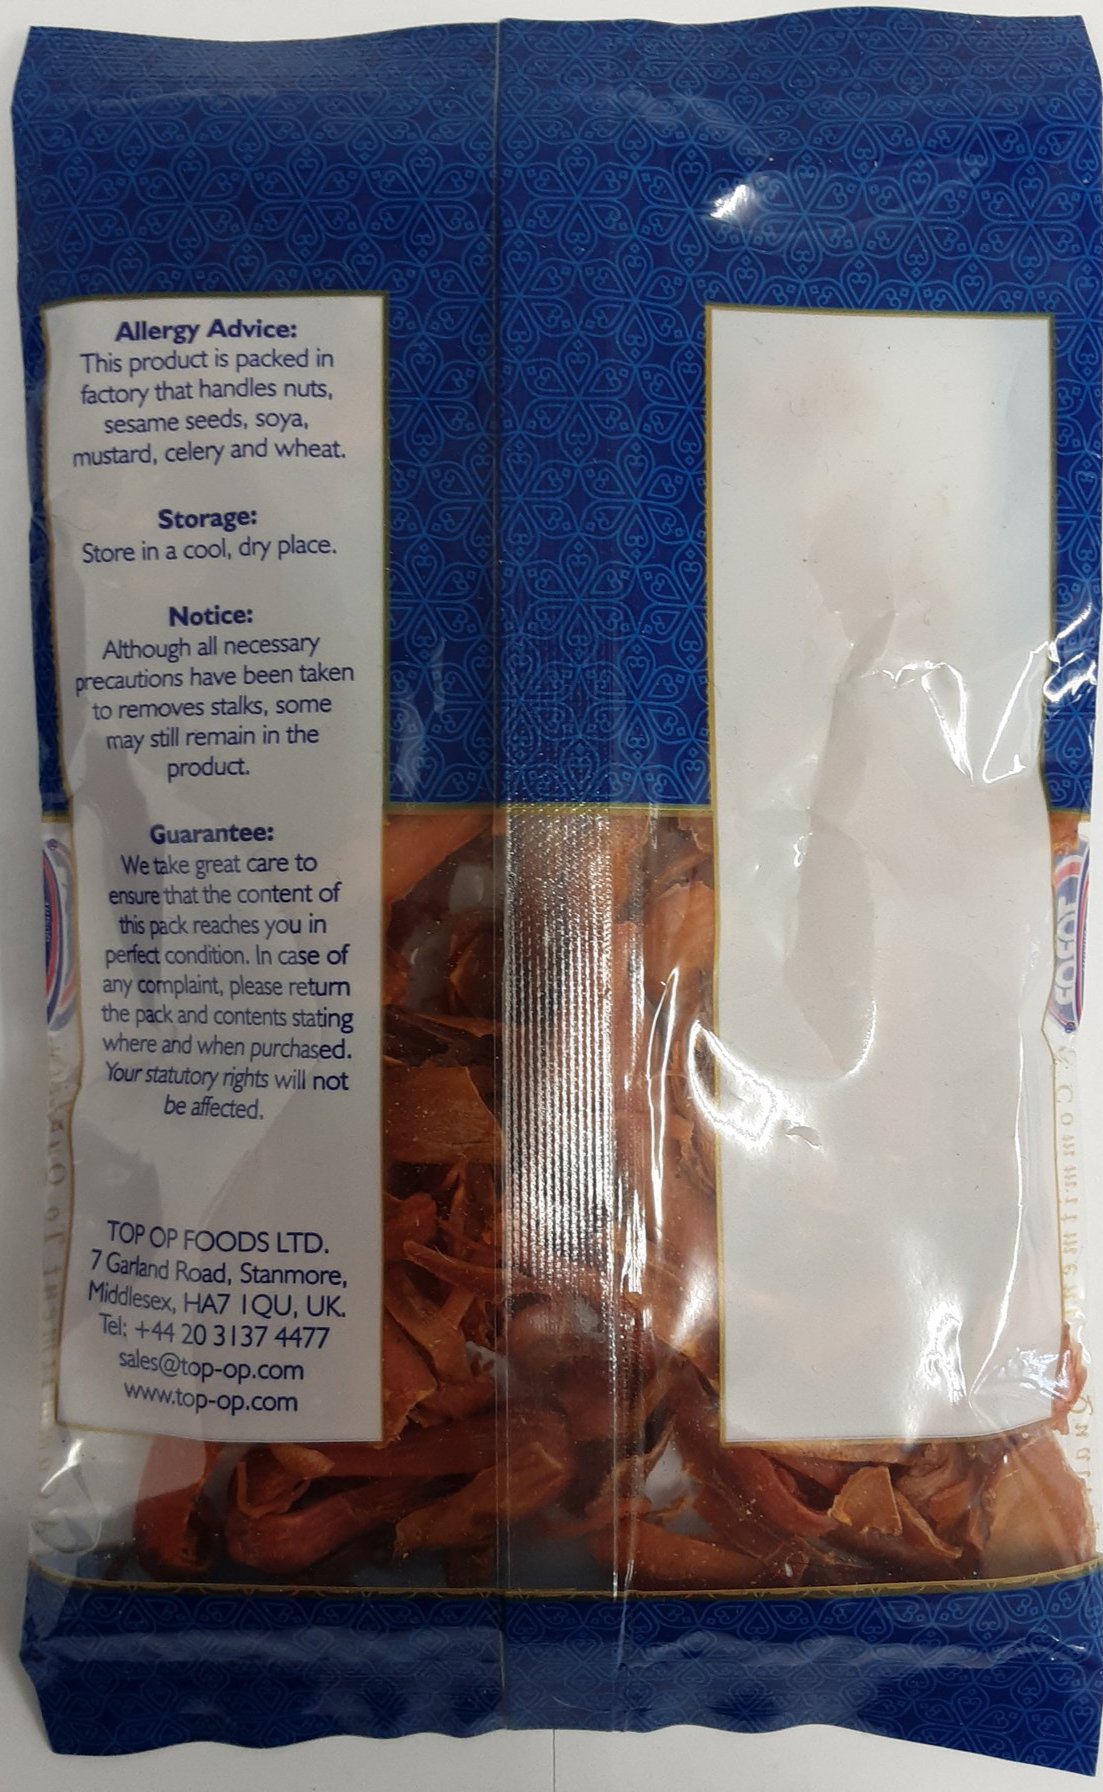 Allergy Advice:
This product is packed in
factory that handles nuts,
sesame seeds, soya,
mustard, celery and wheat.
Storage:
Store in a cool, dry place.
Notice:
Although all necessary
precautions have been taken
to removes stalks, some
may still remain in the
product.
Guarantee:
We take great care to
ensure that the content of
this pack reaches you in
perfect condition. In case of
any complaint, please return
the pack and contents stating
where and when purchased.
Your statutory rights will not
be affected.
TOP OP FOODS LTD.
7 Garland Road, Stanmore,
Middlesex, HA7 1QU, UK.
Tel: +44 20 3137 4477
sales@top-op.com
www.top-op.com